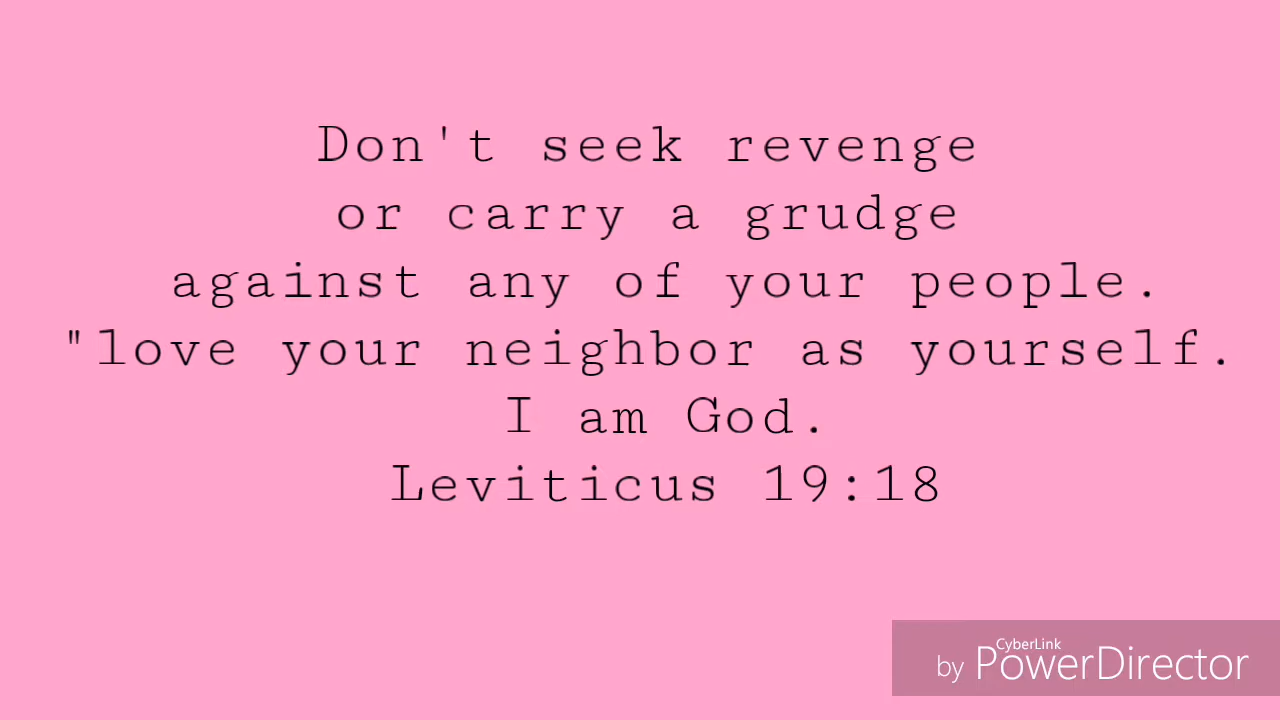 Don't seek revenge
or carry a grudge
against any of your people.
"love your neighbor as yourself.
I am God.
Leviticus 19:18
CyberLink
by PowerDirector